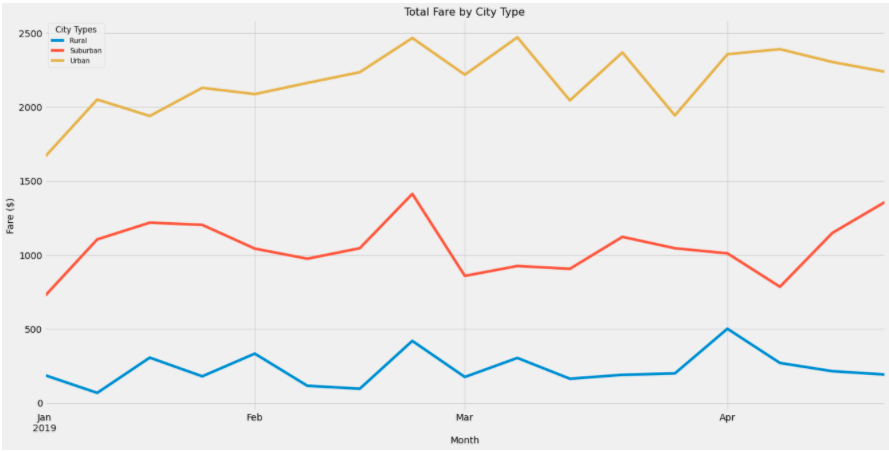 Total Fare by City Type
City Types
Rural
Suburban
Urban
2500
2000
1500
1000
500
0
Fare ($)
Jan Feb Mar Apr
2019
Month